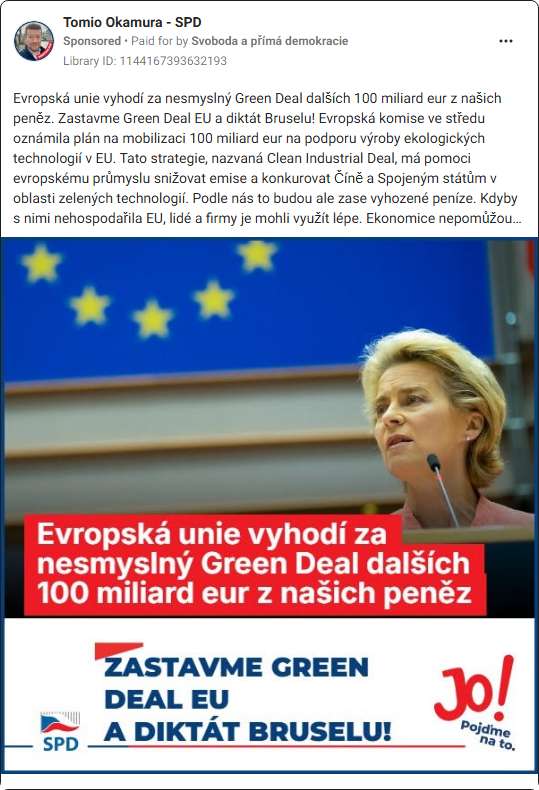 Tomio Okamura - SPD
Sponsored • Paid for by Svoboda a přímá demokracie
Library ID: 1144167393632193
Evropská unie vyhodí za nesmyslný Green Deal dalších 100 miliard eur z našich
peněz. Zastavme Green Deal EU a diktát Bruselu! Evropská komise ve středu
oznámila plán na mobilizaci 100 miliard eur na podporu výroby ekologických
technologií v EU. Tato strategie, nazvaná Clean Industrial Deal, má pomoci
evropskému průmyslu snižovat emise a konkurovat Číně a Spojeným státům v
oblasti zelených technologií. Podle nás to budou ale zase vyhozené peníze. Kdyby
s nimi nehospodařila EU, lidé a firmy je mohli využít lépe. Ekonomice nepomůžou...
Evropská unie vyhodí za
nesmyslný Green Deal dalších
100 miliard eur z našich peněz
ZASTAVME GREEN
DEAL EU
A DIKTÁT BRUSELU!
SPD
Jo!
Pojďme
na to.